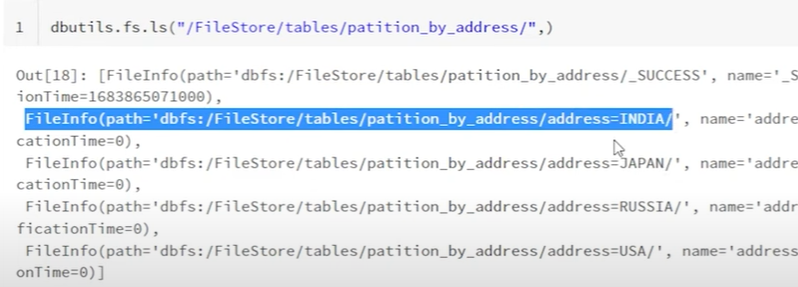 1 dbutils.fs.ls("/FileStore/tables/patition_by_address/",)
Out[18]: [FileInfo(path='dbfs:/FileStore/tables/patition_by_address/_SUCCESS', name='_S
ionTime=1683865071000),
FileInfo(path='dbfs:/FileStore/tables/patition_by_address/address=INDIA/', name='addre
cationTime=0),
FileInfo(path='dbfs:/FileStore/tables/patition_by_address/address=JAPAN/', name='addre
cationTime=0),
FileInfo(path='dbfs:/FileStore/tables/patition_by_address/address=RUSSIA/', name='addr
ficationTime=0),
FileInfo(path='dbfs:/FileStore/tables/patition_by_address/address=USA/', name='address
onTime=0)]